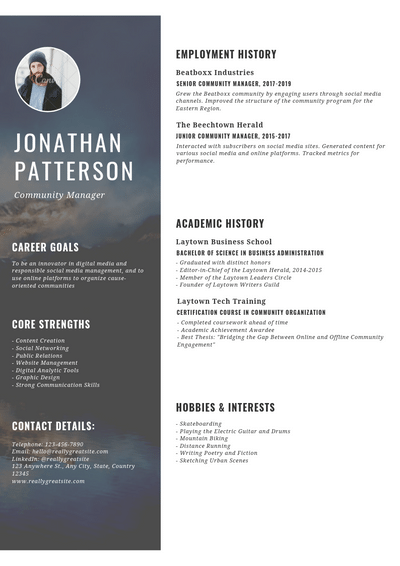 JONATHAN
PATTERSON
Community Manager
CAREER GOALS
To be an innovator in digital media and
responsible social media management, and to
use online platforms to organize cause-
oriented communities
CORE STRENGTHS
- Content Creation
- Social Networking
- Public Relations
- Website Management
- Digital Analytic Tools
- Graphic Design
- Strong Communication Skills
CONTACT DETAILS:
Telephone: 123-456-7890
Email: hello@reallygreatsite.com
LinkedIn: @reallygreatsite
123 Anywhere St., Any City, State, Country
12345
www.reallygreatsite.com
EMPLOYMENT HISTORY
Beatboxx Industries
SENIOR COMMUNITY MANAGER, 2017-2019
Grew the Beatboxx community by engaging users through social media
channels. Improved the structure of the community program for the
Eastern Region.
The Beechtown Herald
JUNIOR COMMUNITY MANAGER, 2015-2017
Interacted with subscribers on social media sites. Generated content for
various social media and online platforms. Tracked metrics for
performance.
ACADEMIC HISTORY
Laytown Business School
BACHELOR OF SCIENCE IN BUSINESS ADMINISTRATION
- Graduated with distinct honors
- Editor-in-Chief of the Laytown Herald, 2014-2015
- Member of the Laytown Leaders Circle
- Founder of Laytown Writers Guild
Laytown Tech Training
CERTIFICATION COURSE IN COMMUNITY ORGANIZATION
- Completed coursework ahead of time
- Academic Achievement Awardee
- Best Thesis: "Bridging the Gap Between Online and Offline Community
Engagement"
HOBBIES & INTERESTS
- Skateboarding
- Playing the Electric Guitar and Drums
- Mountain Biking
- Distance Running
- Writing Poetry and Fiction
- Sketching Urban Scenes